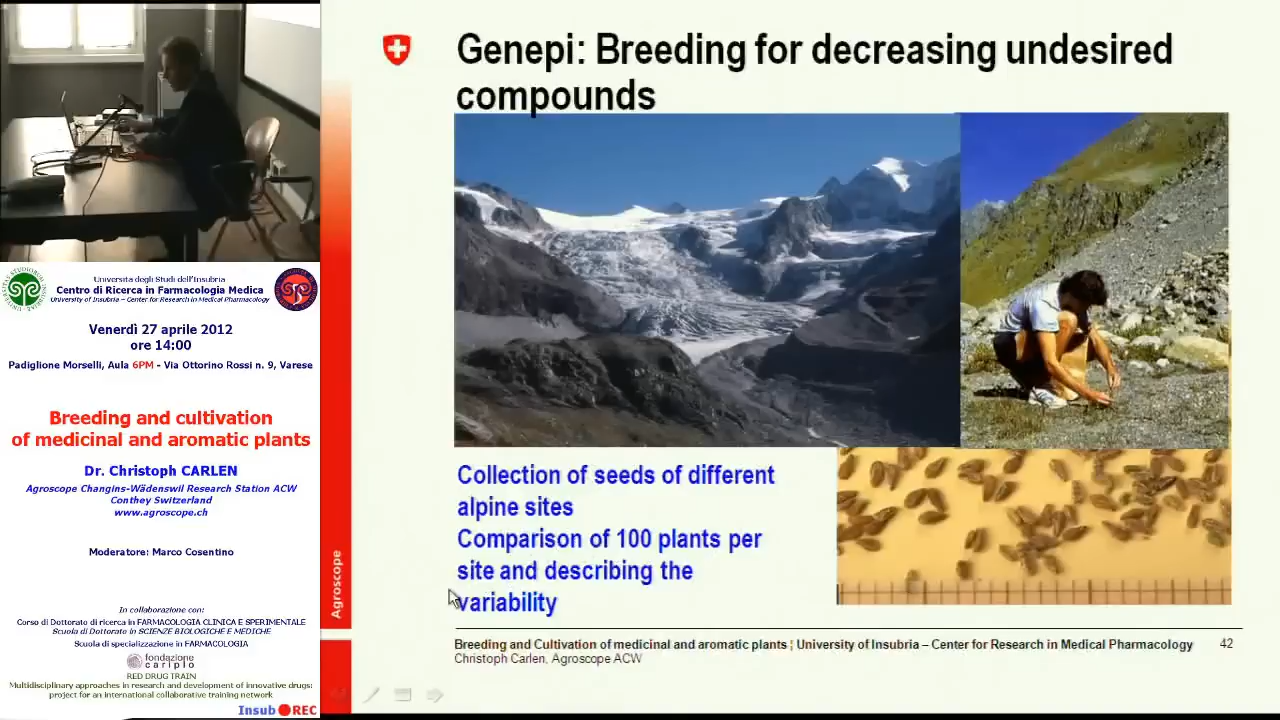 Genepi: Breeding for decreasing undesired
compounds
Collection of seeds of different
alpine sites
Comparison of 100 plants per
site and describing the
variability
Agroscope
Breeding and Cultivation of medicinal and aromatic plants ¦ University of Insubria – Center for Research in Medical Pharmacology
42
Christoph Carlen, Agroscope ACW
Università degli Studi dell'Insubria
Centro di Ricerca in Farmacologia Medica
University of Insubria – Center for Research in Medical Pharmacology
Venerdì 27 aprile 2012
ore 14:00
Padiglione Morselli, Aula 6PM - Via Ottorino Rossi n. 9, Varese
Breeding and cultivation
of medicinal and aromatic plants
Dr. Christoph CARLEN
Agroscope Changins-Wädenswil Research Station ACW
Conthey Switzerland
www.agroscope.ch
Moderatore: Marco Cosentino
In collaborazione con:
Corso di Dottorato di ricerca in FARMACOLOGIA CLINICA E SPERIMENTALE
Scuola di Dottorato in SCIENZE BIOLOGICHE E MEDICHE
Scuola di specializzazione in FARMACOLOGIA
fondazione
cariplo
RED DRUG TRAIN
Multidisciplinary approaches in research and development of innovative drugs:
project for an international collaborative training network
InsubREC